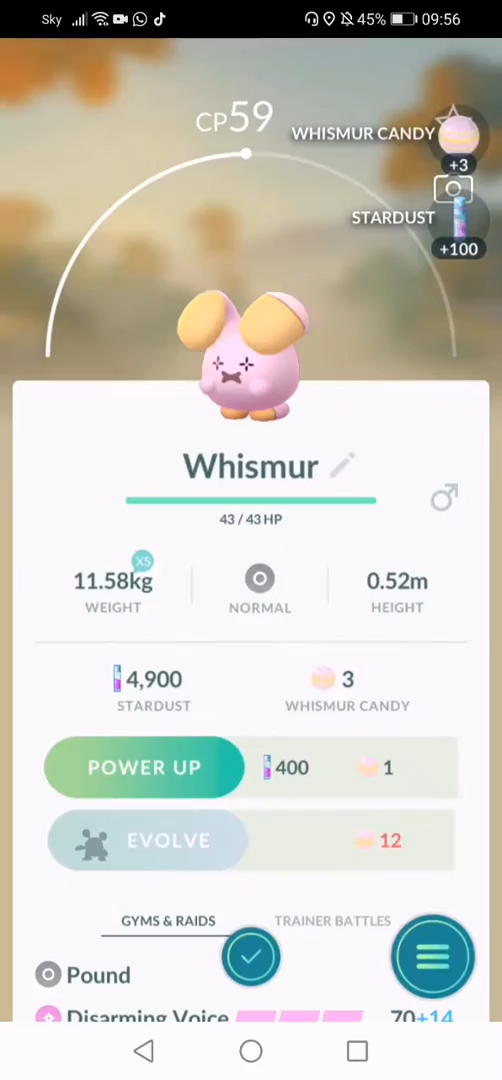 Sky 45% 09:56
CP59
WHISMUR CANDY
+3
STARDUST
+100
Whismur
43 / 43 HP
XS
11.58kg
WEIGHT
NORMAL
0.52m
HEIGHT
4,900
STARDUST
3
WHISMUR CANDY
POWER UP 400 1
EVOLVE 12
GYMS & RAIDS TRAINER BATTLES
Pound
Disarming Voice 70+14